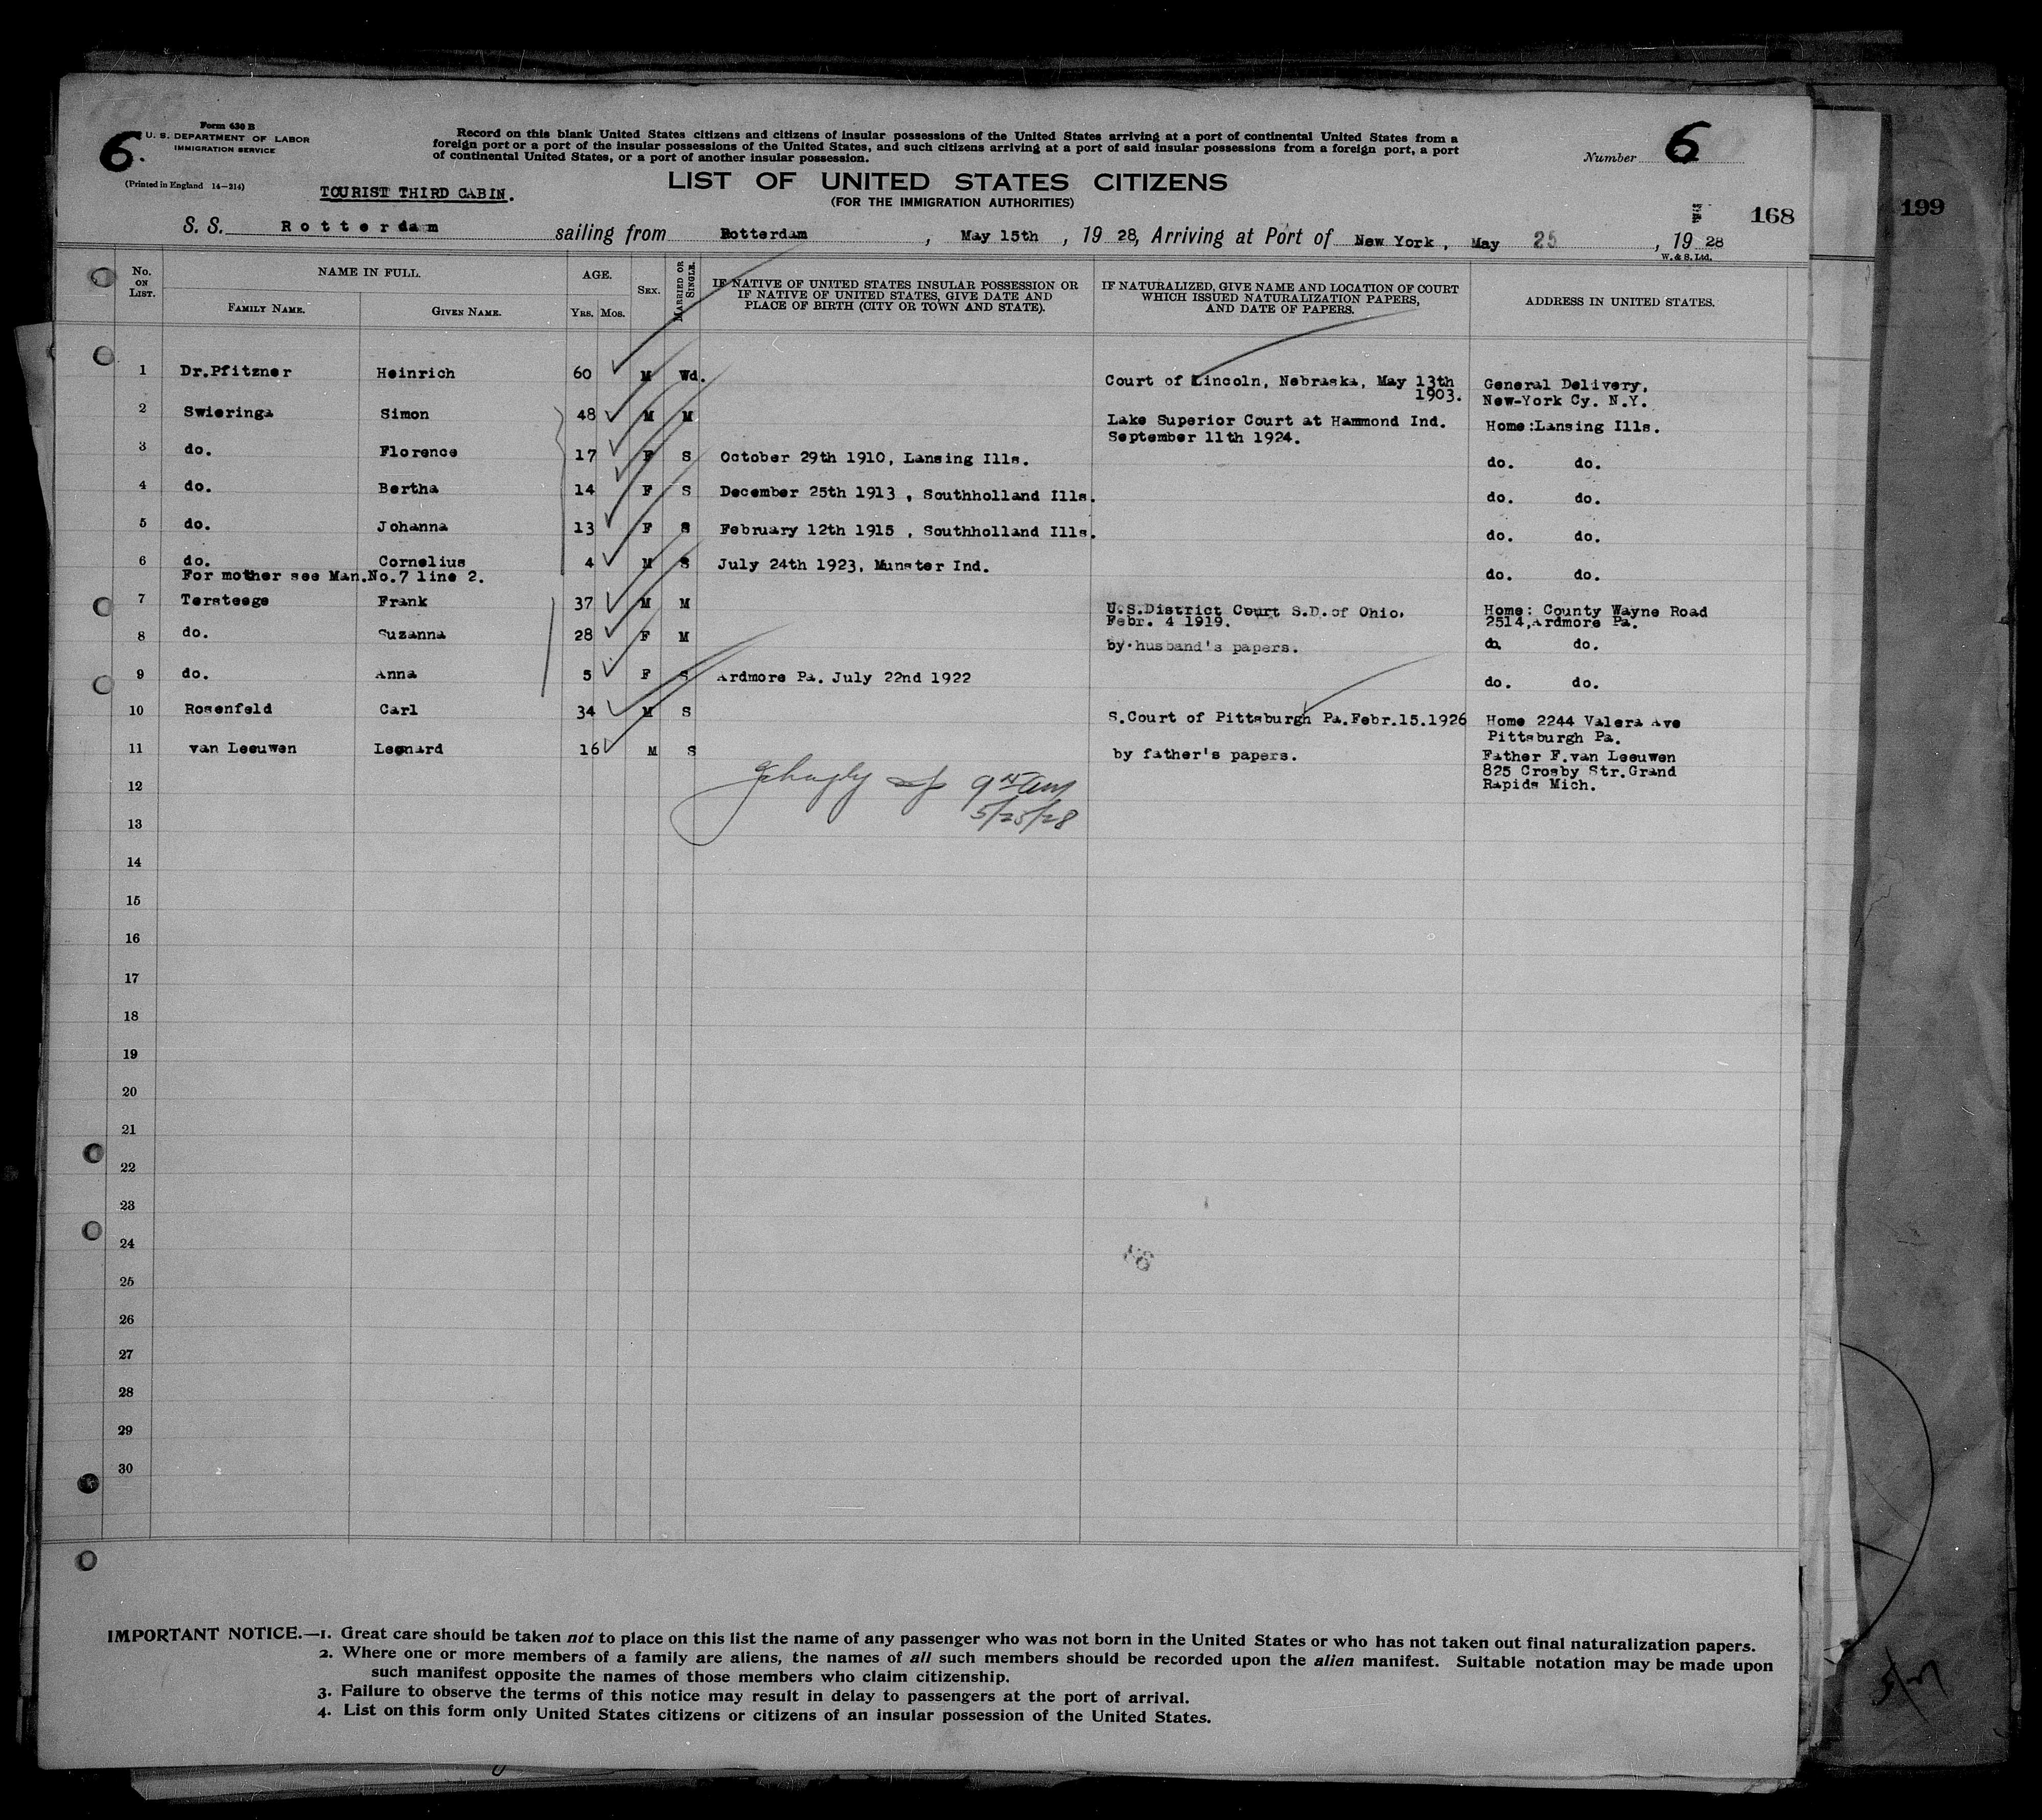 Form 630 B
U. S. DEPARTMENT OF LABOR
IMMIGRATION SERVICE
6.
(Printed in England 14—314)
Record on this blank United States citizens and citizens of insular possessions of the United States arriving at a port of continental United States from a
foreign port or a port of the insular possessions of the United States, and such citizens arriving at a port of said insular possessions from a foreign port, a port
of continental United States, or a port of another insular possession.
Number 6
TOURIST THIRD CABIN.
LIST OF UNITED STATES CITIZENS
(FOR THE IMMIGRATION AUTHORITIES)
168
199
S. S. Rotterdam sailing from Rotterdam, May 15th, 19 28, Arriving at Port of New York, May 25, 19 28
W. & S. Ltd.
No. ON LIST. NAME IN FULL. AGE. SEX. MARRIED OR SINGLE. IF NATIVE OF UNITED STATES INSULAR POSSESSION OR IF NATIVE OF UNITED STATES, GIVE DATE AND PLACE OF BIRTH (CITY OR TOWN AND STATE). IF NATURALIZED, GIVE NAME AND LOCATION OF COURT WHICH ISSUED NATURALIZATION PAPERS, AND DATE OF PAPERS. ADDRESS IN UNITED STATES.
FAMILY NAME. GIVEN NAME. YRS. MOS.
1 Dr.Pfitzner Heinrich 60 M Wd. Court of Lincoln, Nebraska, May 13th 1903. General Delivery, New-York Cy. N.Y.
2 Swieringa Simon 48 M M Lake Superior Court at Hammond Ind. September 11th 1924. Home:Lansing Ills.
3 do. Florence 17 F S October 29th 1910, Lansing Ills. do. do.
4 do. Bertha 14 F S December 25th 1913 , Southholland Ills. do. do.
5 do. Johanna 13 F S February 12th 1915 , Southholland Ills. do. do.
6 do. Cornelius 4 M S July 24th 1923, Munster Ind. do. do.
For mother see Man.No.7 line 2.
7 Tersteege Frank 37 M M U.S.District Court S.D.of Ohio. Febr. 4 1919. Home: County Wayne Road 2514,Ardmore Pa.
8 do. Suzanna 28 F M by husband's papers. do. do.
9 do. Anna 5 F S Ardmore Pa. July 22nd 1922 do. do.
10 Rosenfeld Carl 34 M S S.Court of Pittsburgh Pa.Febr.15.1926 Home 2244 Valera Ave Pittsburgh Pa.
11 van Leeuwen Leonard 16 M S by father's papers. Father F.van Leeuwen 825 Crosby Str.Grand Rapids Mich.
12
9 am
5/25/28
13
14
15
16
17
18
19
20
21
22
23
24
25
26
27
28
29
30
IMPORTANT NOTICE.—1. Great care should be taken not to place on this list the name of any passenger who was not born in the United States or who has not taken out final naturalization papers.
2. Where one or more members of a family are aliens, the names of all such members should be recorded upon the alien manifest. Suitable notation may be made upon
such manifest opposite the names of those members who claim citizenship.
3. Failure to observe the terms of this notice may result in delay to passengers at the port of arrival.
4. List on this form only United States citizens or citizens of an insular possession of the United States.